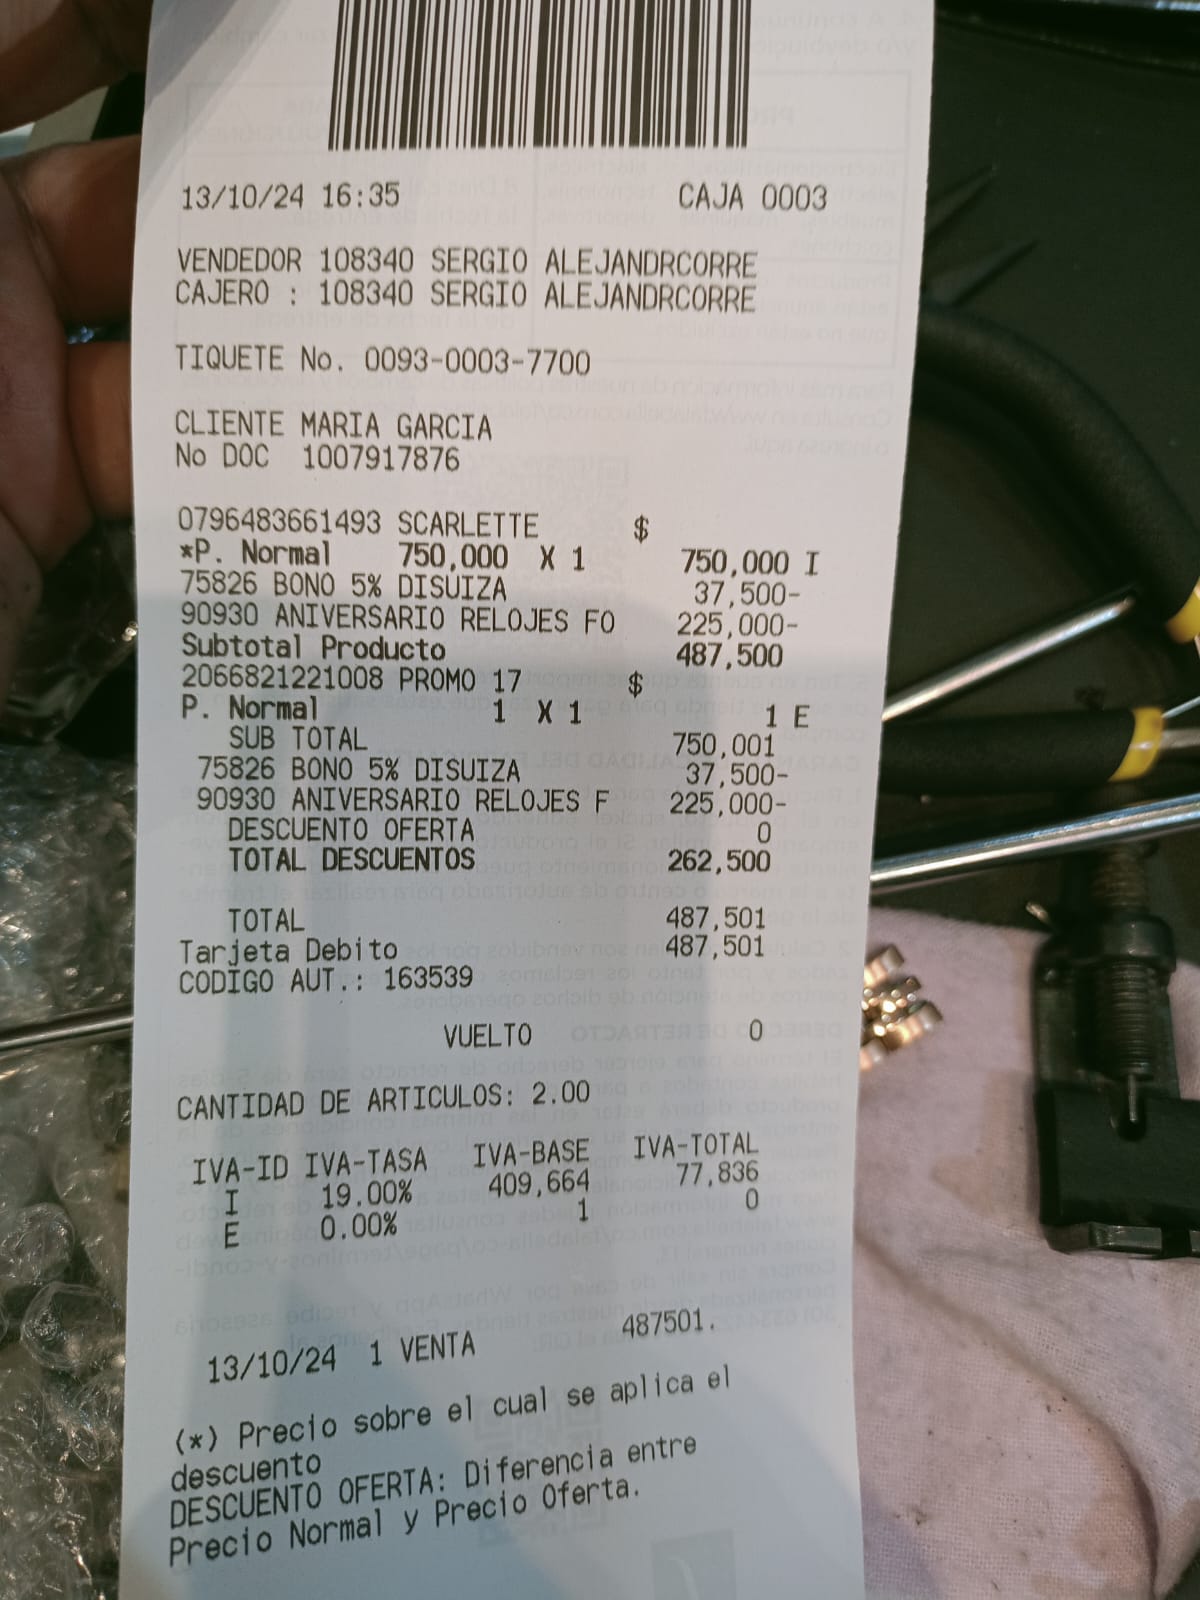 13/10/24 16:35 CAJA 0003
VENDEDOR 108340 SERGIO ALEJANDRCORRE
CAJERO : 108340 SERGIO ALEJANDRCORRE
TIQUETE No. 0093-0003-7700
CLIENTE MARIA GARCIA
No DOC 1007917876
0796483661493 SCARLETTE $
*P. Normal 750,000 X 1 750,000 I
75826 BONO 5% DISUIZA 37,500-
90930 ANIVERSARIO RELOJES FO 225,000-
Subtotal Producto 487,500
2066821221008 PROMO 17 $
P. Normal 1 X 1 1 E
SUB TOTAL 750,001
75826 BONO 5% DISUIZA 37,500-
90930 ANIVERSARIO RELOJES F 225,000-
DESCUENTO OFERTA 0
TOTAL DESCUENTOS 262,500
TOTAL 487,501
Tarjeta Debito 487,501
CODIGO AUT.: 163539
VUELTO 0
CANTIDAD DE ARTICULOS: 2.00
IVA-ID IVA-TASA IVA-BASE IVA-TOTAL
I 19.00% 409,664 77,836
E 0.00% 1 0
13/10/24 1 VENTA 487501.
(*) Precio sobre el cual se aplica el
descuento
DESCUENTO OFERTA: Diferencia entre
Precio Normal y Precio Oferta.